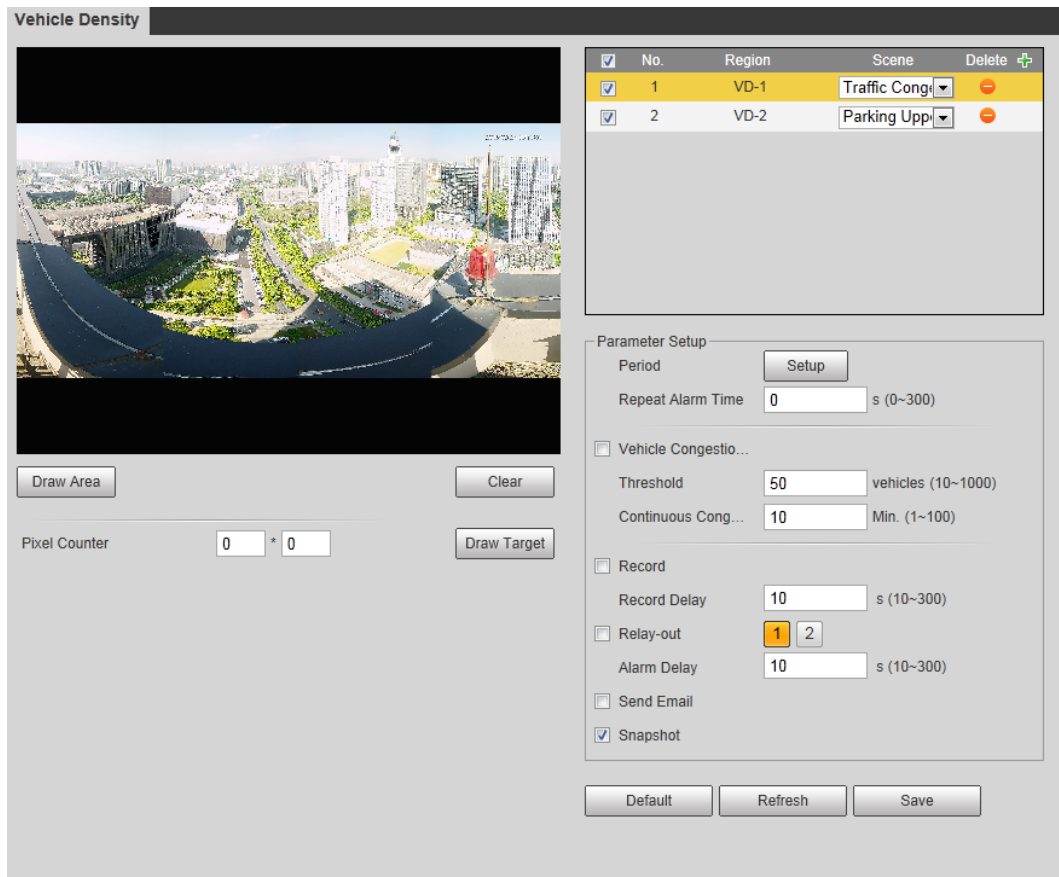 Vehicle Density
No. Region Scene Delete
1 VD-1 Traffic Cong
2 VD-2 Parking Upp
Parameter Setup
Period Setup
Repeat Alarm Time 0 s (0~300)
Vehicle Congestio...
Threshold 50 vehicles (10~1000)
Continuous Cong... 10 Min. (1~100)
Record
Record Delay 10 s (10~300)
Relay-out 1 2
Alarm Delay 10 s (10~300)
Send Email
Snapshot
Draw Area Clear
Pixel Counter 0 * 0 Draw Target
Default Refresh Save